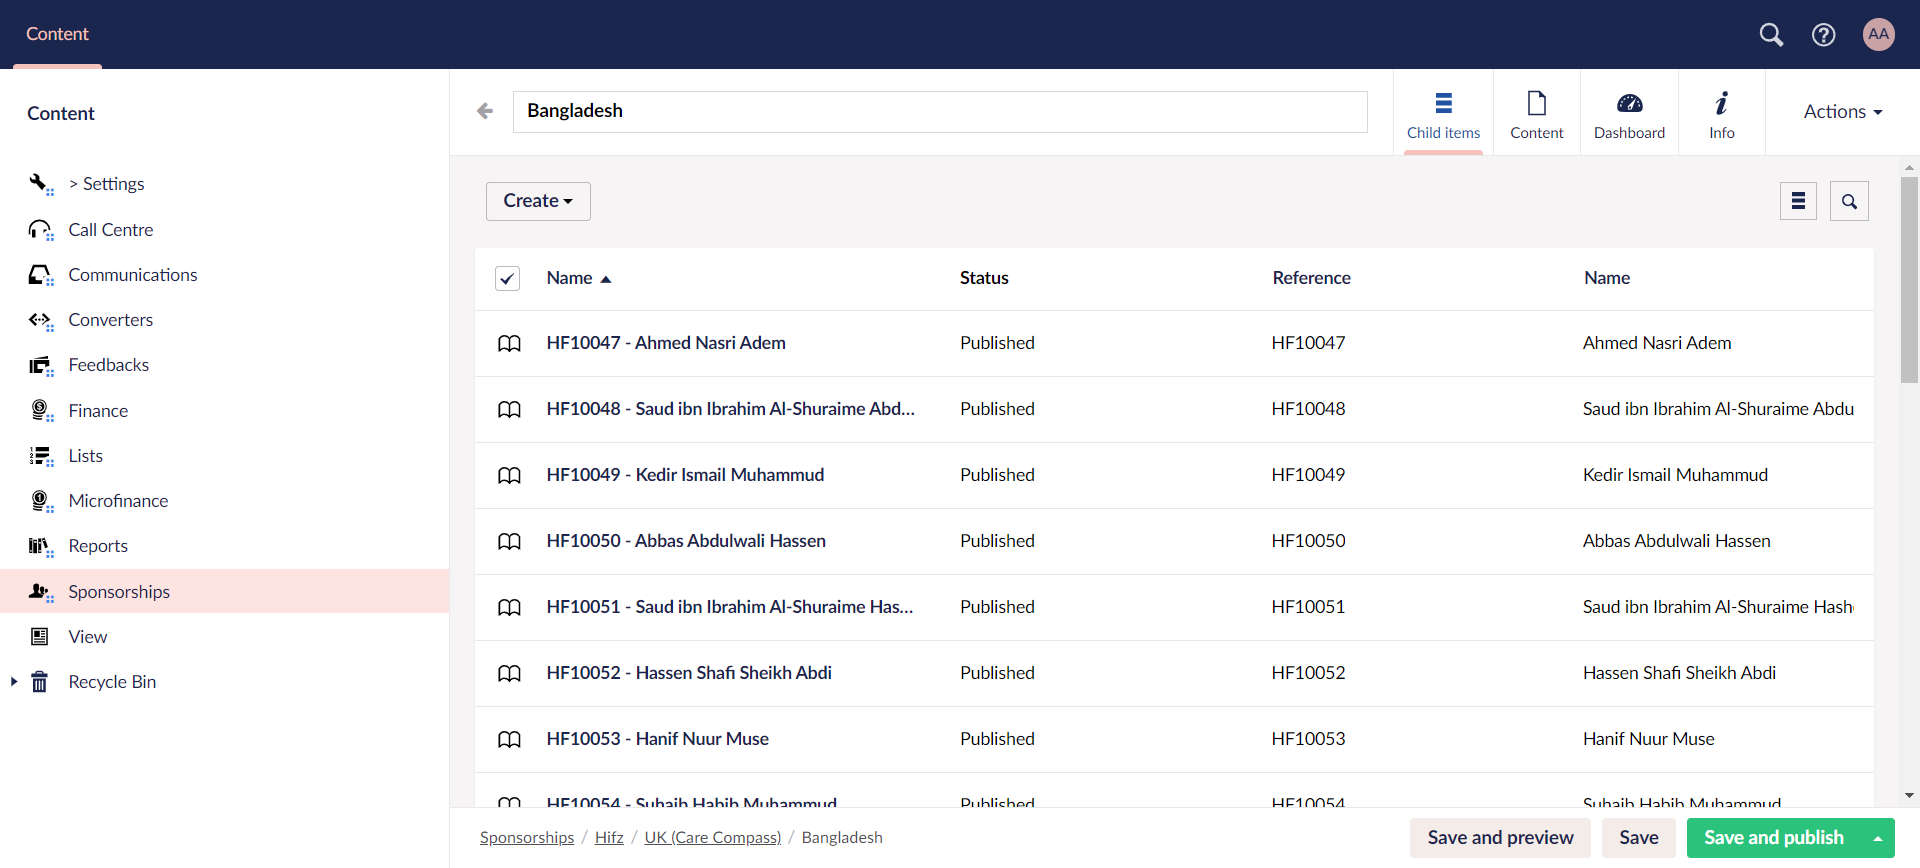 Content
AA
Content
> Settings
Call Centre
Communications
Converters
Feedbacks
Finance
Lists
Microfinance
Reports
Sponsorships
View
Recycle Bin
Bangladesh
Child items
Content
Dashboard
Info
Actions
Create
Name Status Reference Name
HF10047 - Ahmed Nasri Adem Published HF10047 Ahmed Nasri Adem
HF10048 - Saud ibn Ibrahim Al-Shuraime Abd... Published HF10048 Saud ibn Ibrahim Al-Shuraime Abdu
HF10049 - Kedir Ismail Muhammud Published HF10049 Kedir Ismail Muhammud
HF10050 - Abbas Abdulwali Hassen Published HF10050 Abbas Abdulwali Hassen
HF10051 - Saud ibn Ibrahim Al-Shuraime Has... Published HF10051 Saud ibn Ibrahim Al-Shuraime Hash
HF10052 - Hassen Shafi Sheikh Abdi Published HF10052 Hassen Shafi Sheikh Abdi
HF10053 - Hanif Nuur Muse Published HF10053 Hanif Nuur Muse
HF10054 - Suhaib Habib Muhammud Published HF10054 Suhaib Habib Muhammud
Sponsorships / Hifz / UK (Care Compass) / Bangladesh
Save and preview
Save
Save and publish